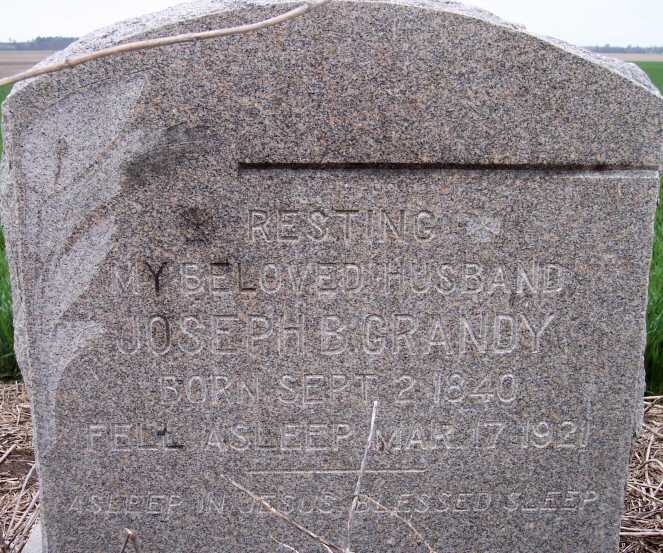 RESTING
MY BELOVED HUSBAND
JOSEPH B. GRANDY
BORN SEPT. 2 1840
FELL ASLEEP MAR. 17 1921
ASLEEP IN JESUS BLESSED SLEEP